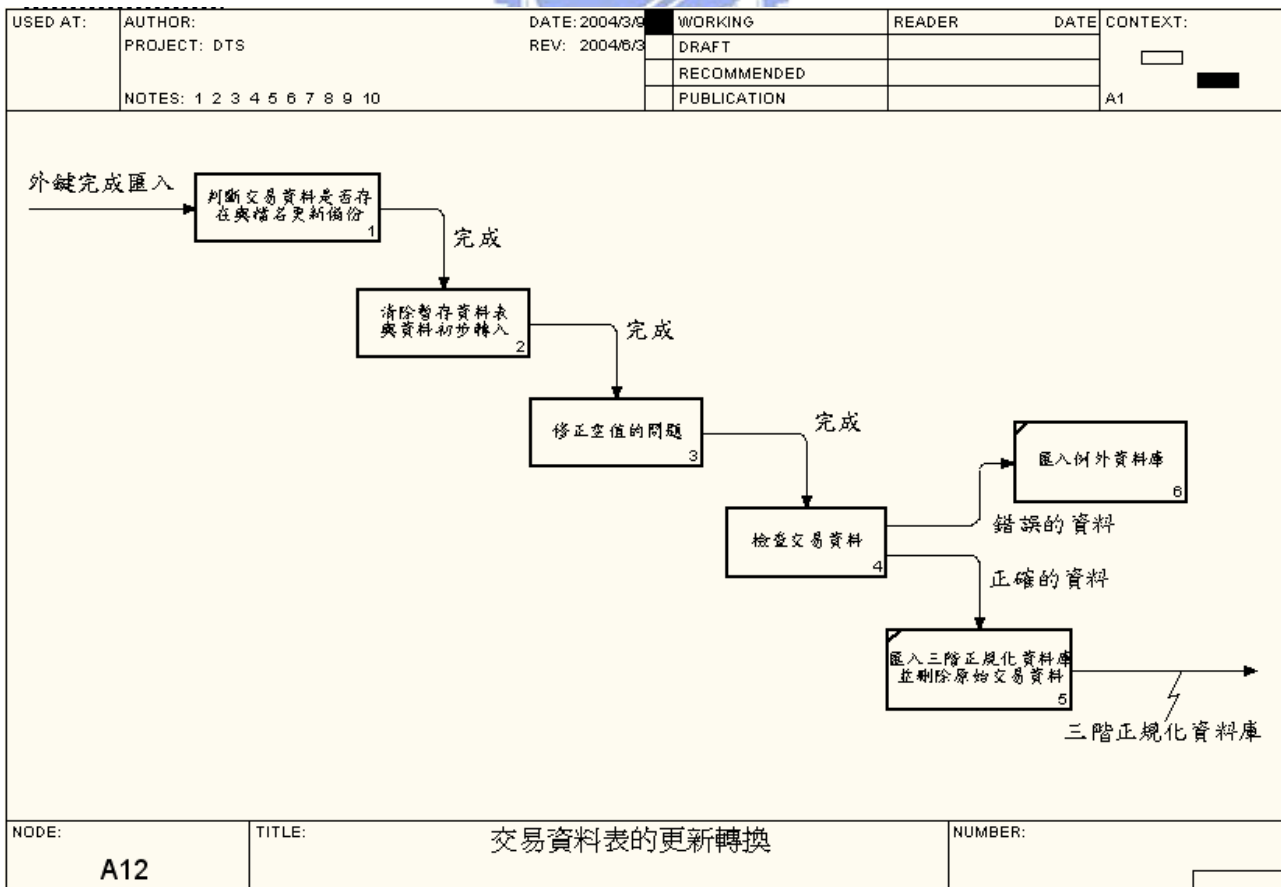 USED AT:
AUTHOR:
DATE: 2004/3/9
WORKING
READER
DATE
CONTEXT:
PROJECT: DTS
REV: 2004/6/3
DRAFT
RECOMMENDED
NOTES: 1 2 3 4 5 6 7 8 9 10
PUBLICATION
A1
外鍵完成匯入
判斷交易資料是否存
在與檔名更新備份
1
完成
清除暫存資料表
與資料初步轉入
2
完成
修正空值的問題
3
完成
匯入例外資料庫
6
錯誤的資料
檢查交易資料
4
正確的資料
匯入三階正規化資料庫
並刪除原始交易資料
5
三階正規化資料庫
NODE:
A12
TITLE:
交易資料表的更新轉換
NUMBER: